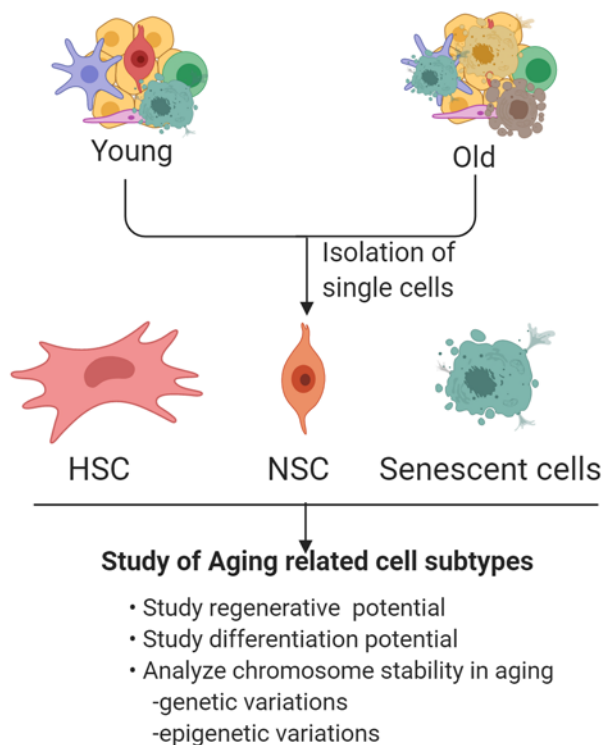 Young
Old
Isolation of
single cells
HSC
NSC
Senescent cells
Study of Aging related cell subtypes
• Study regenerative potential
• Study differentiation potential
• Analyze chromosome stability in aging
-genetic variations
-epigenetic variations